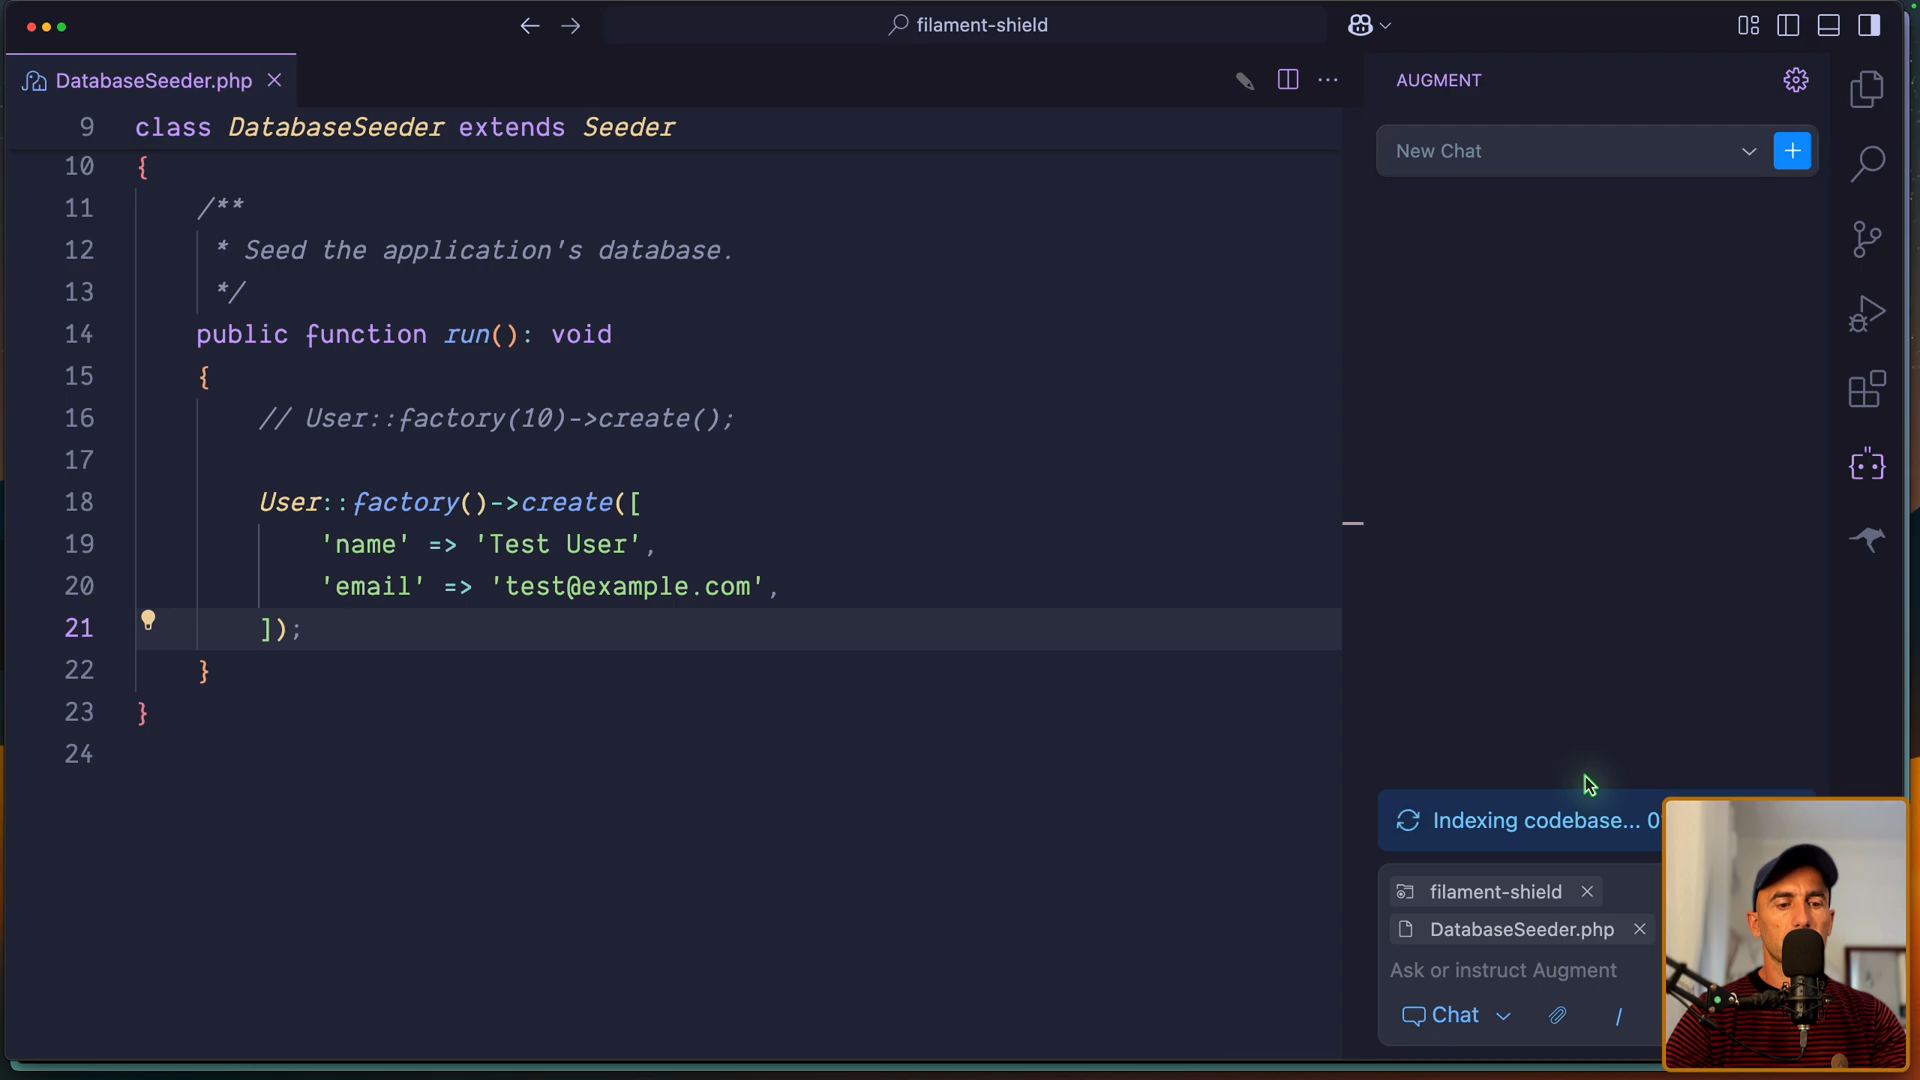 filament-shield
DatabaseSeeder.php
AUGMENT
New Chat
9 class DatabaseSeeder extends Seeder
10 {
11 /**
12 * Seed the application's database.
13 */
14 public function run(): void
15 {
16 // User::factory(10)->create();
17
18 User::factory()->create([
19 'name' => 'Test User',
20 'email' => 'test@example.com',
21 ]);
22 }
23 }
24
Indexing codebase...
filament-shield
DatabaseSeeder.php
Ask or instruct Augment
Chat
/